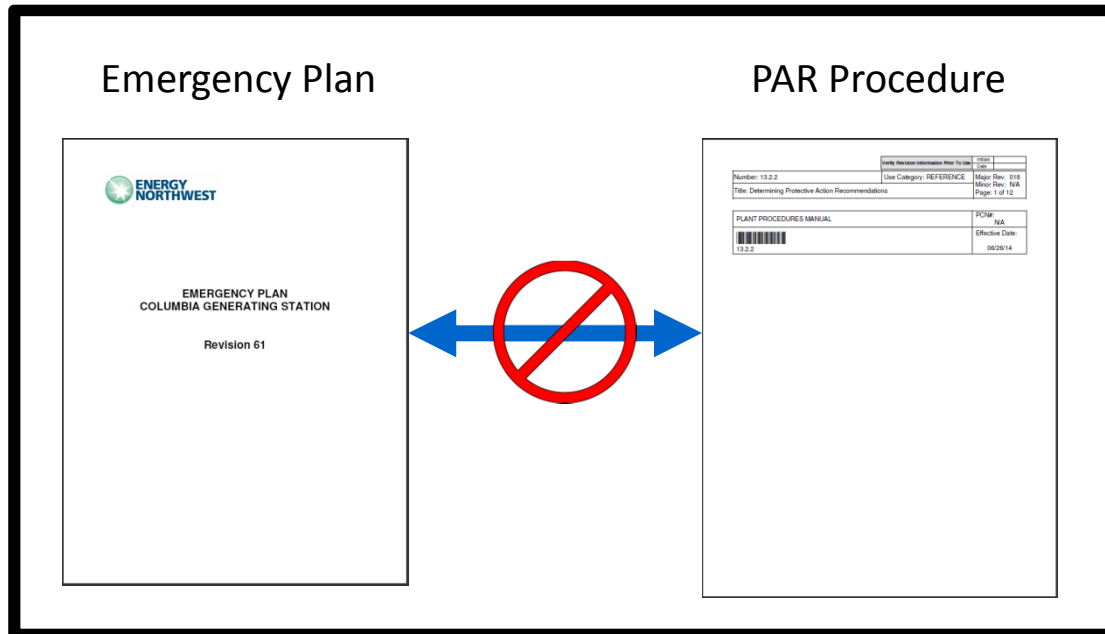 Emergency Plan
PAR Procedure
ENERGY
NORTHWEST
EMERGENCY PLAN
COLUMBIA GENERATING STATION
Revision 61
Verify Revision Information Prior To Use
Initials
Date
Number: 13.2.2
Use Category: REFERENCE
Major Rev: 018
Minor Rev: N/A
Page: 1 of 12
Title: Determining Protective Action Recommendations
PLANT PROCEDURES MANUAL
PCN#:
N/A
13.2.2
Effective Date:
06/26/14